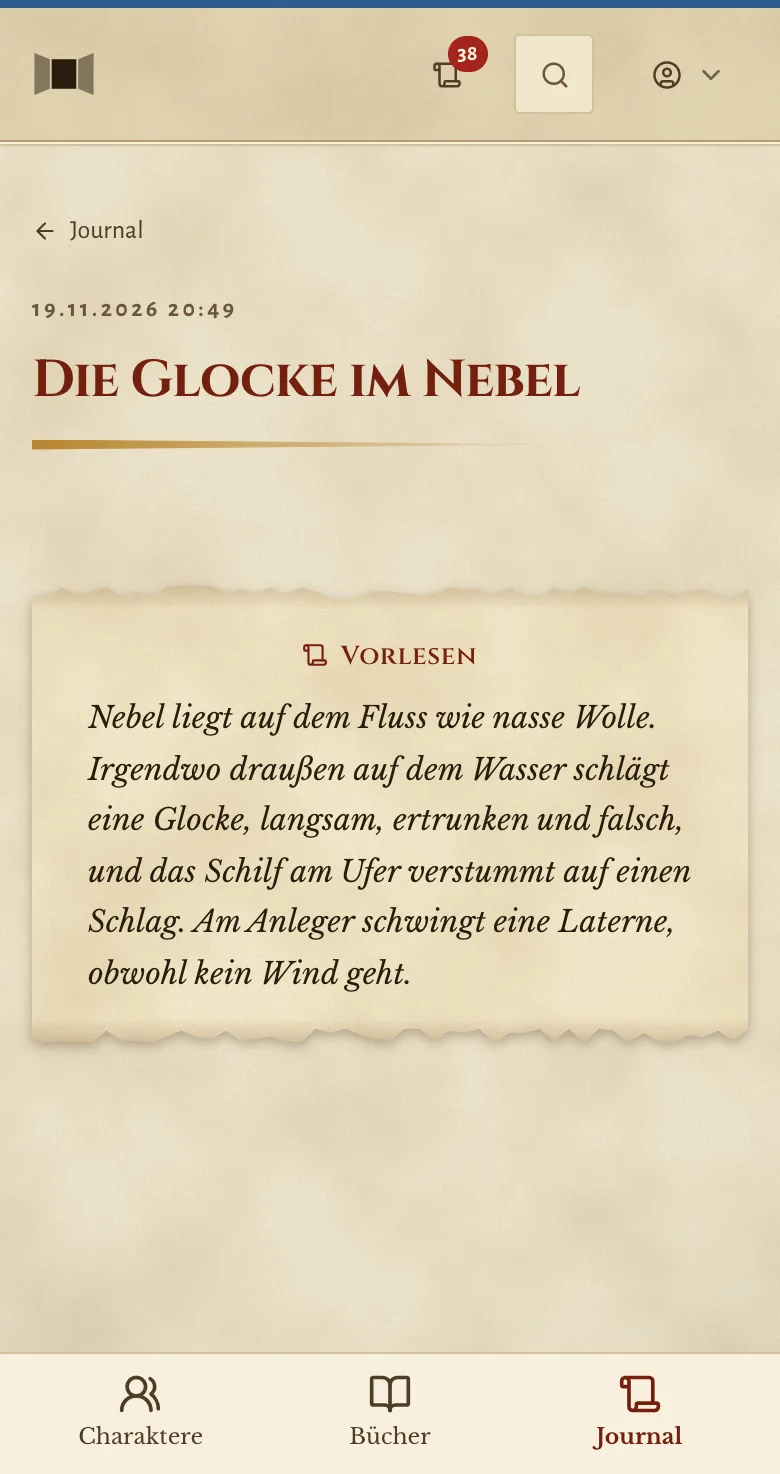 38
Journal
19.11.2026 20:49
Die Glocke im Nebel
Vorlesen
Nebel liegt auf dem Fluss wie nasse Wolle.
Irgendwo draußen auf dem Wasser schlägt
eine Glocke, langsam, ertrunken und falsch,
und das Schilf am Ufer verstummt auf einen
Schlag. Am Anleger schwingt eine Laterne,
obwohl kein Wind geht.
Charaktere
Bücher
Journal